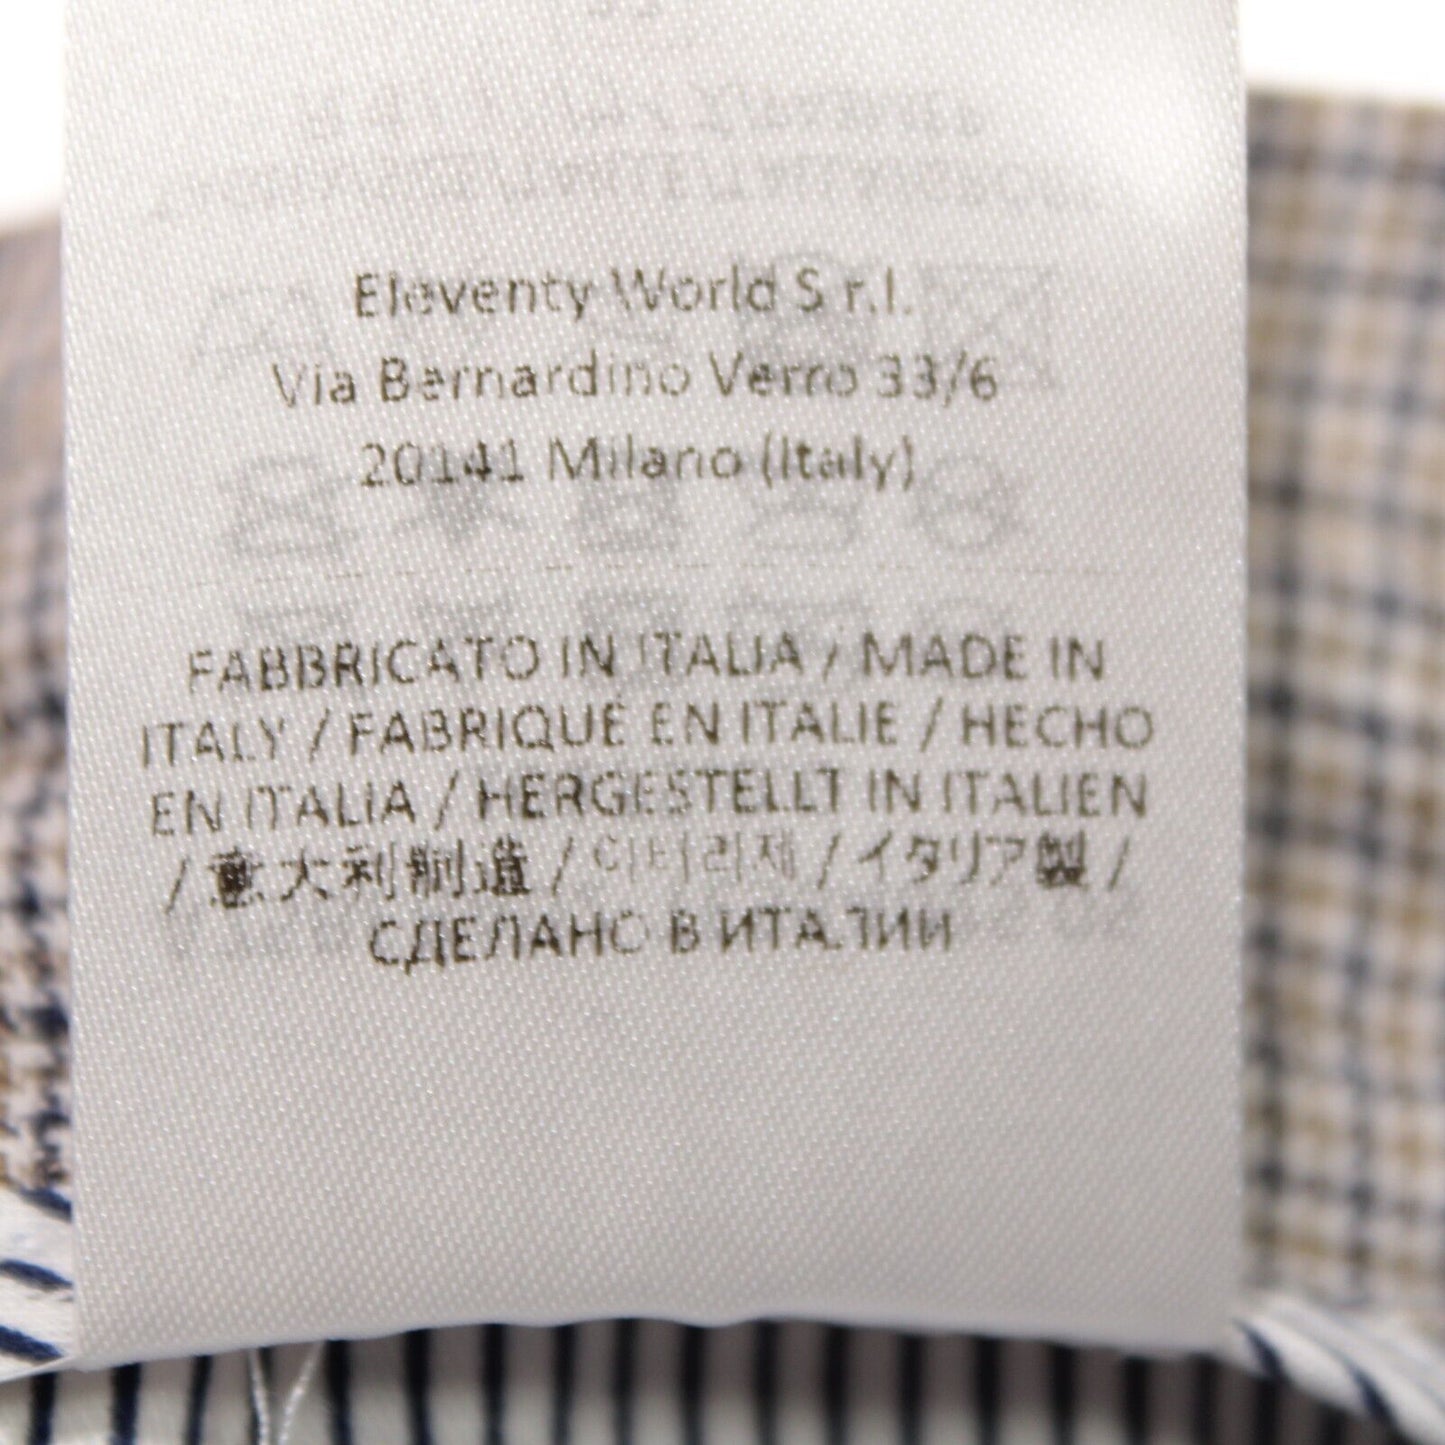 Eleventy World S r.l.
Via Bernardino Verro 33/6
20141 Milano (Italy)
FABBRICATO IN ITALIA / MADE IN
ITALY / FABRIQUÉ EN ITALIE / HECHO
EN ITALIA / HERGESTELLT IN ITALIEN
/ 意大利制造 / 이태리제 / イタリア製 /
СДЕЛАНО В ИТАЛИИ